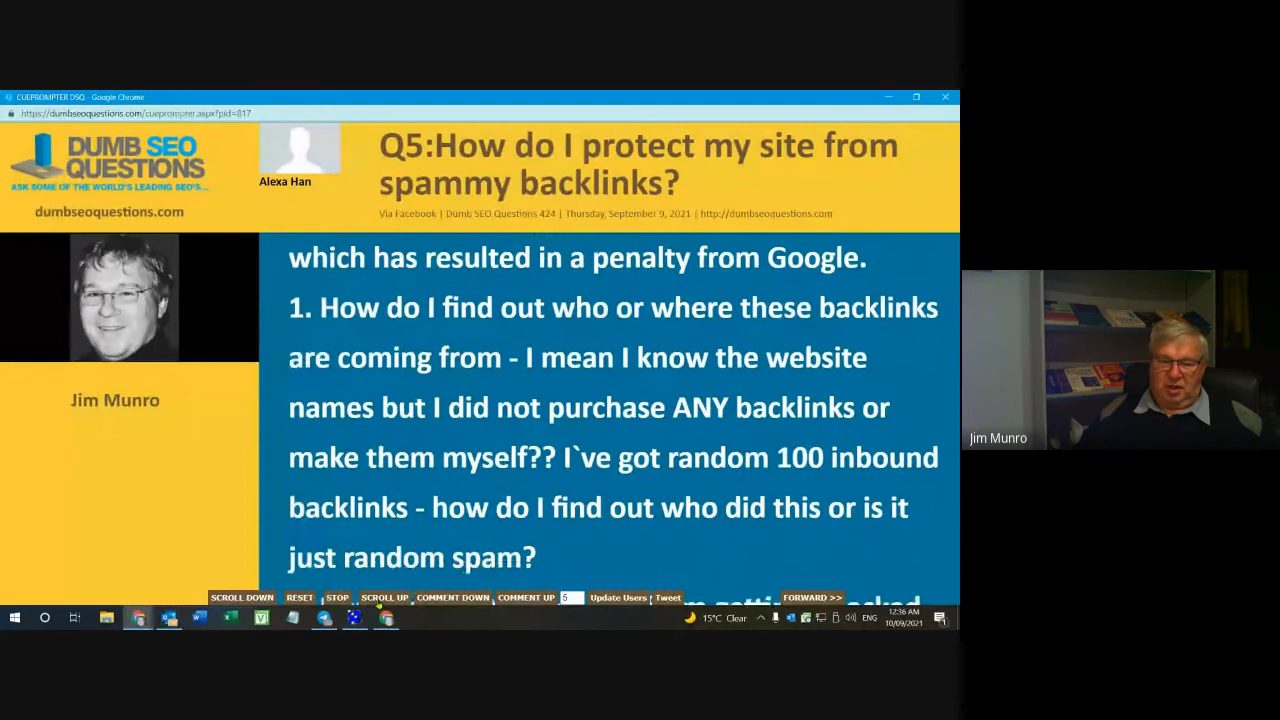 CUEPROMPTER DSQ - Google Chrome
https://dumbseoquestions.com/cueprompter.aspx?pid=817
DUMB SEO
QUESTIONS
ASK SOME OF THE WORLD'S LEADING SEO'S...
dumbseoquestions.com
Alexa Han
Q5:How do I protect my site from
spammy backlinks?
Via Facebook | Dumb SEO Questions 424 | Thursday, September 9, 2021 | http://dumbseoquestions.com
Jim Munro
which has resulted in a penalty from Google.
1. How do I find out who or where these backlinks
are coming from - I mean I know the website
names but I did not purchase ANY backlinks or
make them myself?? I`ve got random 100 inbound
backlinks - how do I find out who did this or is it
just random spam?
SCROLL DOWN RESET STOP SCROLL UP COMMENT DOWN COMMENT UP 5 Update Users Tweet FORWARD >>
15°C Clear ENG 12:36 AM
10/09/2021
Jim Munro